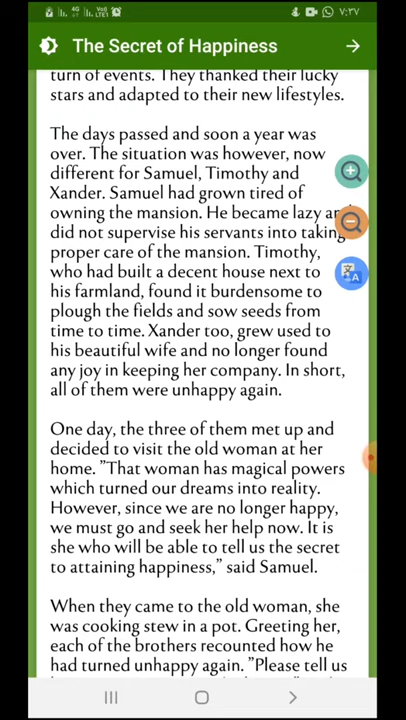 4G Vo)) LTE1 ٧:٣٧
The Secret of Happiness
turn of events. They thanked their lucky
stars and adapted to their new lifestyles.
The days passed and soon a year was
over. The situation was however, now
different for Samuel, Timothy and
Xander. Samuel had grown tired of
owning the mansion. He became lazy and
did not supervise his servants into taking
proper care of the mansion. Timothy,
who had built a decent house next to
his farmland, found it burdensome to
plough the fields and sow seeds from
time to time. Xander too, grew used to
his beautiful wife and no longer found
any joy in keeping her company. In short,
all of them were unhappy again.
One day, the three of them met up and
decided to visit the old woman at her
home. ”That woman has magical powers
which turned our dreams into reality.
However, since we are no longer happy,
we must go and seek her help now. It is
she who will be able to tell us the secret
to attaining happiness,” said Samuel.
When they came to the old woman, she
was cooking stew in a pot. Greeting her,
each of the brothers recounted how he
had turned unhappy again. ”Please tell us